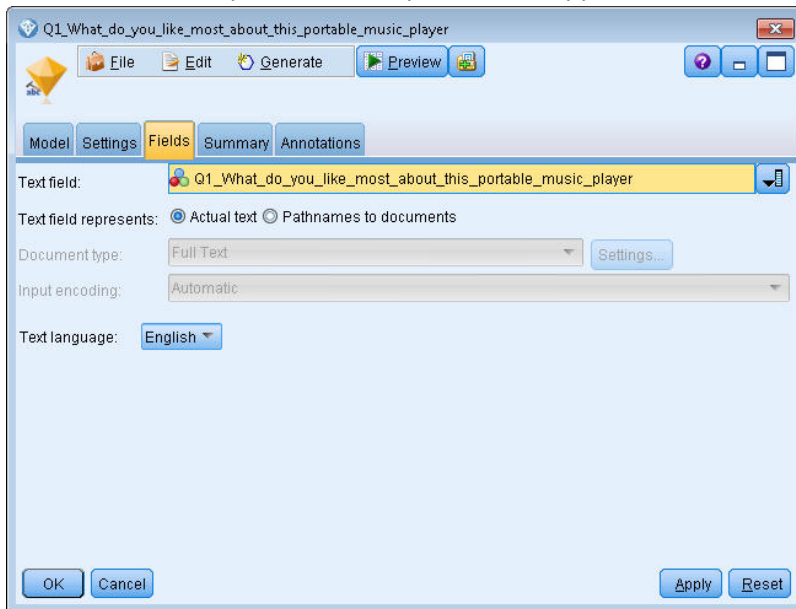 Q1_What_do_you_like_most_about_this_portable_music_player
File Edit Generate Preview
abc
Model Settings Fields Summary Annotations
Text field: Q1_What_do_you_like_most_about_this_portable_music_player
Text field represents: Actual text Pathnames to documents
Document type: Full Text Settings...
Input encoding: Automatic
Text language: English
OK Cancel Apply Reset